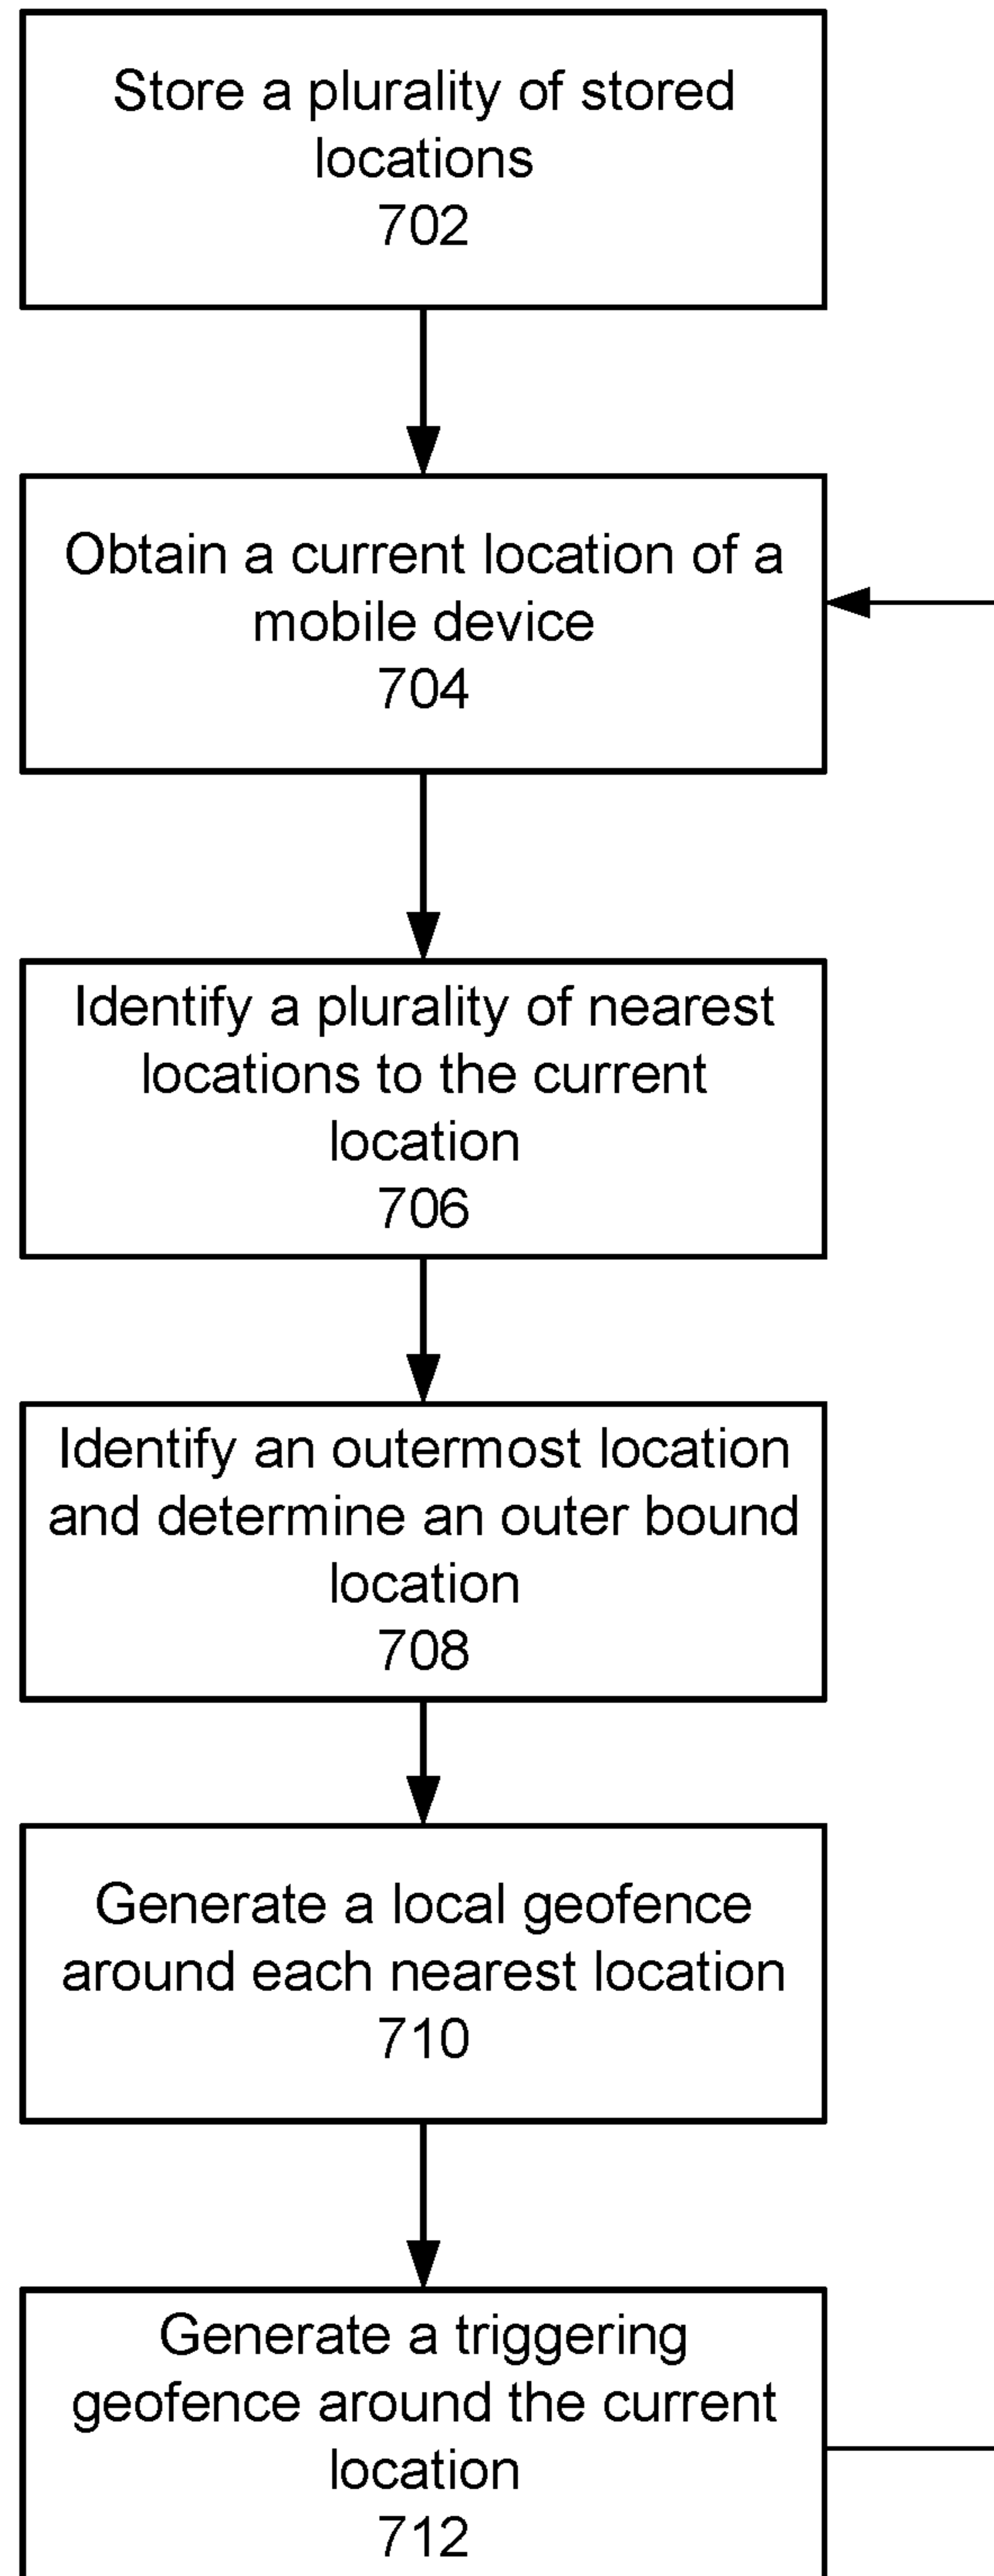 Store a plurality of stored
locations
702
Obtain a current location of a
mobile device
704
Identify a plurality of nearest
locations to the current
location
706
Identify an outermost location
and determine an outer bound
location
708
Generate a local geofence
around each nearest location
710
Generate a triggering
geofence around the current
location
712